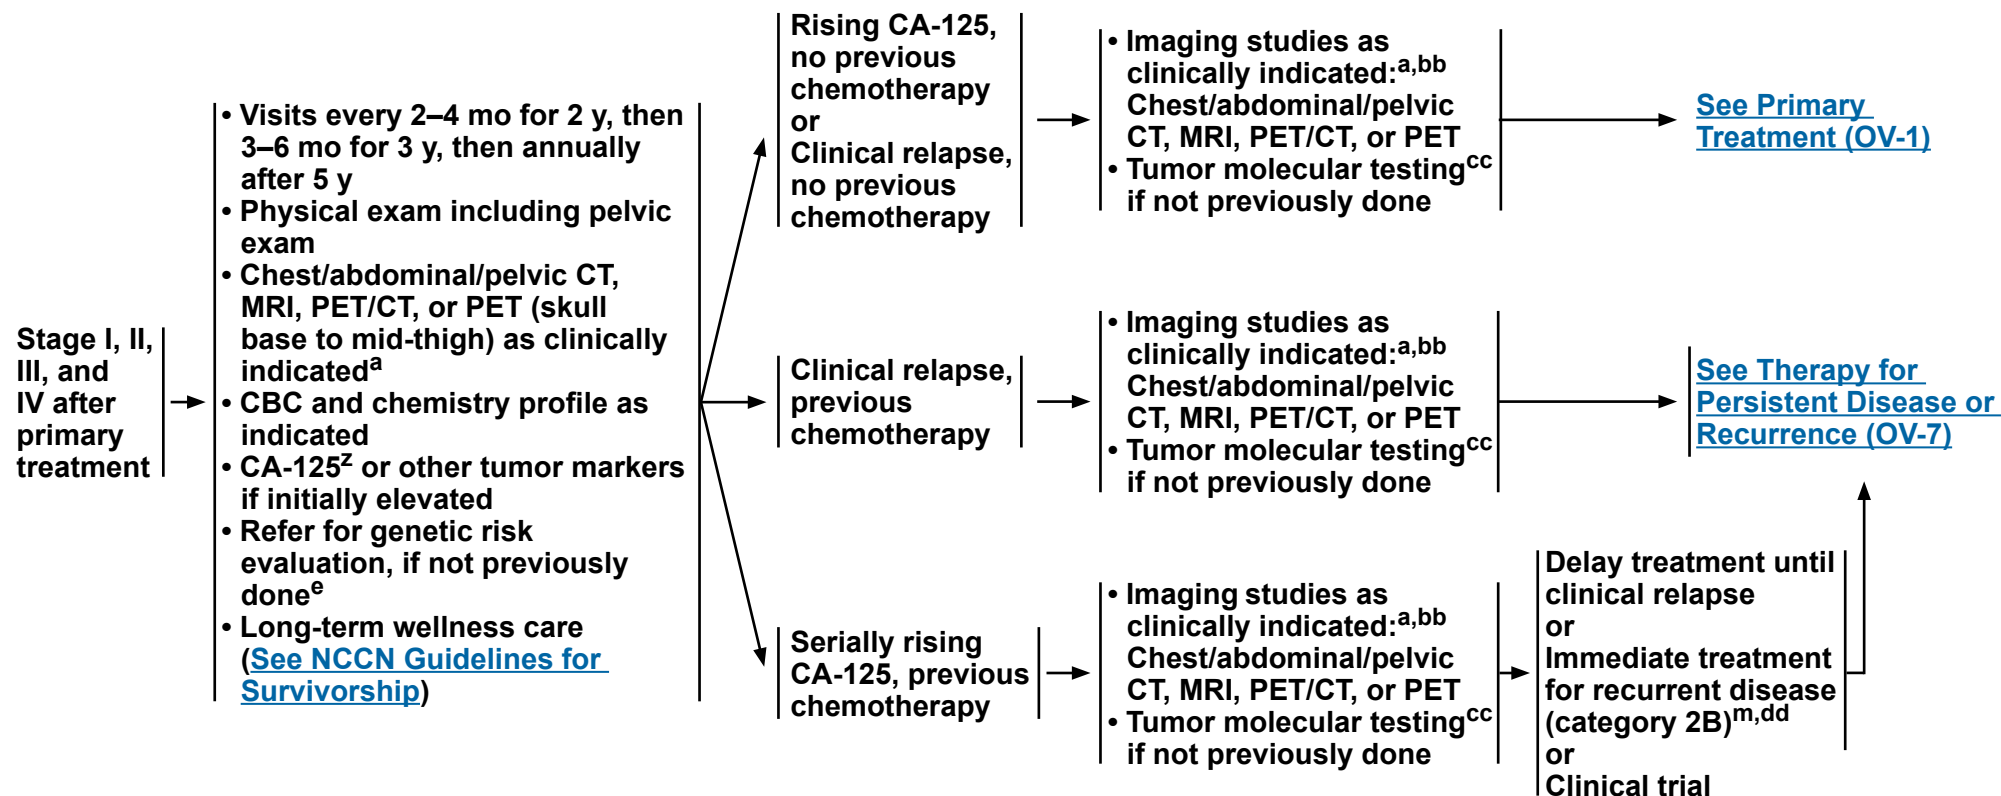 Stage I, II,
III, and
IV after
primary
treatment
• Visits every 2–4 mo for 2 y, then
3–6 mo for 3 y, then annually
after 5 y
• Physical exam including pelvic
exam
• Chest/abdominal/pelvic CT,
MRI, PET/CT, or PET (skull
base to mid-thigh) as clinically
indicatedᵃ
• CBC and chemistry profile as
indicated
• CA-125ᶻ or other tumor markers
if initially elevated
• Refer for genetic risk
evaluation, if not previously
doneᵉ
• Long-term wellness care
(See NCCN Guidelines for
Survivorship)
Rising CA-125,
no previous
chemotherapy
or
Clinical relapse,
no previous
chemotherapy
• Imaging studies as
clinically indicated:ᵃ,ᵇᵇ
Chest/abdominal/pelvic
CT, MRI, PET/CT, or PET
• Tumor molecular testingᶜᶜ
if not previously done
See Primary
Treatment (OV-1)
Clinical relapse,
previous
chemotherapy
• Imaging studies as
clinically indicated:ᵃ,ᵇᵇ
Chest/abdominal/pelvic
CT, MRI, PET/CT, or PET
• Tumor molecular testingᶜᶜ
if not previously done
See Therapy for
Persistent Disease or
Recurrence (OV-7)
Serially rising
CA-125, previous
chemotherapy
• Imaging studies as
clinically indicated:ᵃ,ᵇᵇ
Chest/abdominal/pelvic
CT, MRI, PET/CT, or PET
• Tumor molecular testingᶜᶜ
if not previously done
Delay treatment until
clinical relapse
or
Immediate treatment
for recurrent disease
(category 2B)ᵐ,ᵈᵈ
or
Clinical trial